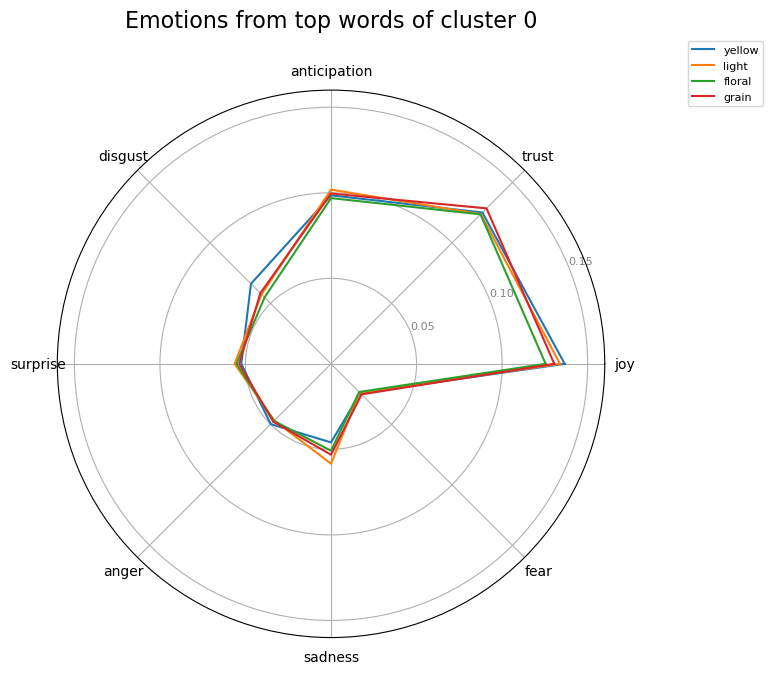 Emotions from top words of cluster 0
yellow
light
floral
grain
anticipation
disgust
trust
0.15
0.10
0.05
surprise
joy
anger
fear
sadness